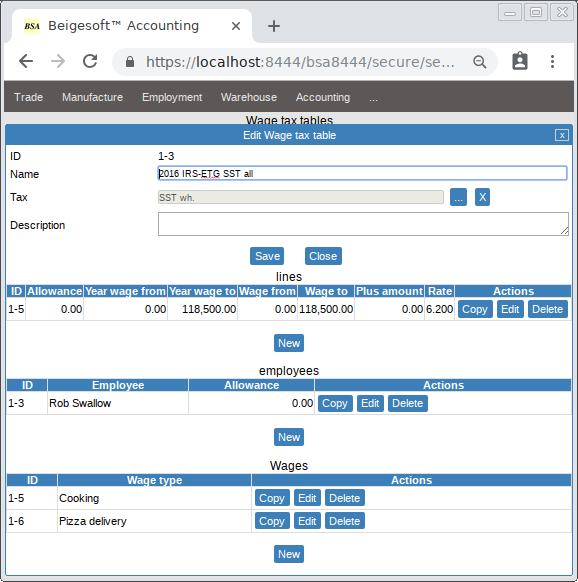 BSA Beigesoft™ Accounting
https://localhost:8444/bsa8444/secure/se...
Trade Manufacture Employment Warehouse Accounting ...
Wage tax tables
Edit Wage tax table x
ID 1-3
Name 2016 IRS-ETG SST all
Tax SST wh. ... X
Description
Save Close
lines
ID Allowance Year wage from Year wage to Wage from Wage to Plus amount Rate Actions
1-5 0.00 0.00 118,500.00 0.00 118,500.00 0.00 6.200 Copy Edit Delete
New
employees
ID Employee Allowance Actions
1-3 Rob Swallow 0.00 Copy Edit Delete
New
Wages
ID Wage type Actions
1-5 Cooking Copy Edit Delete
1-6 Pizza delivery Copy Edit Delete
New